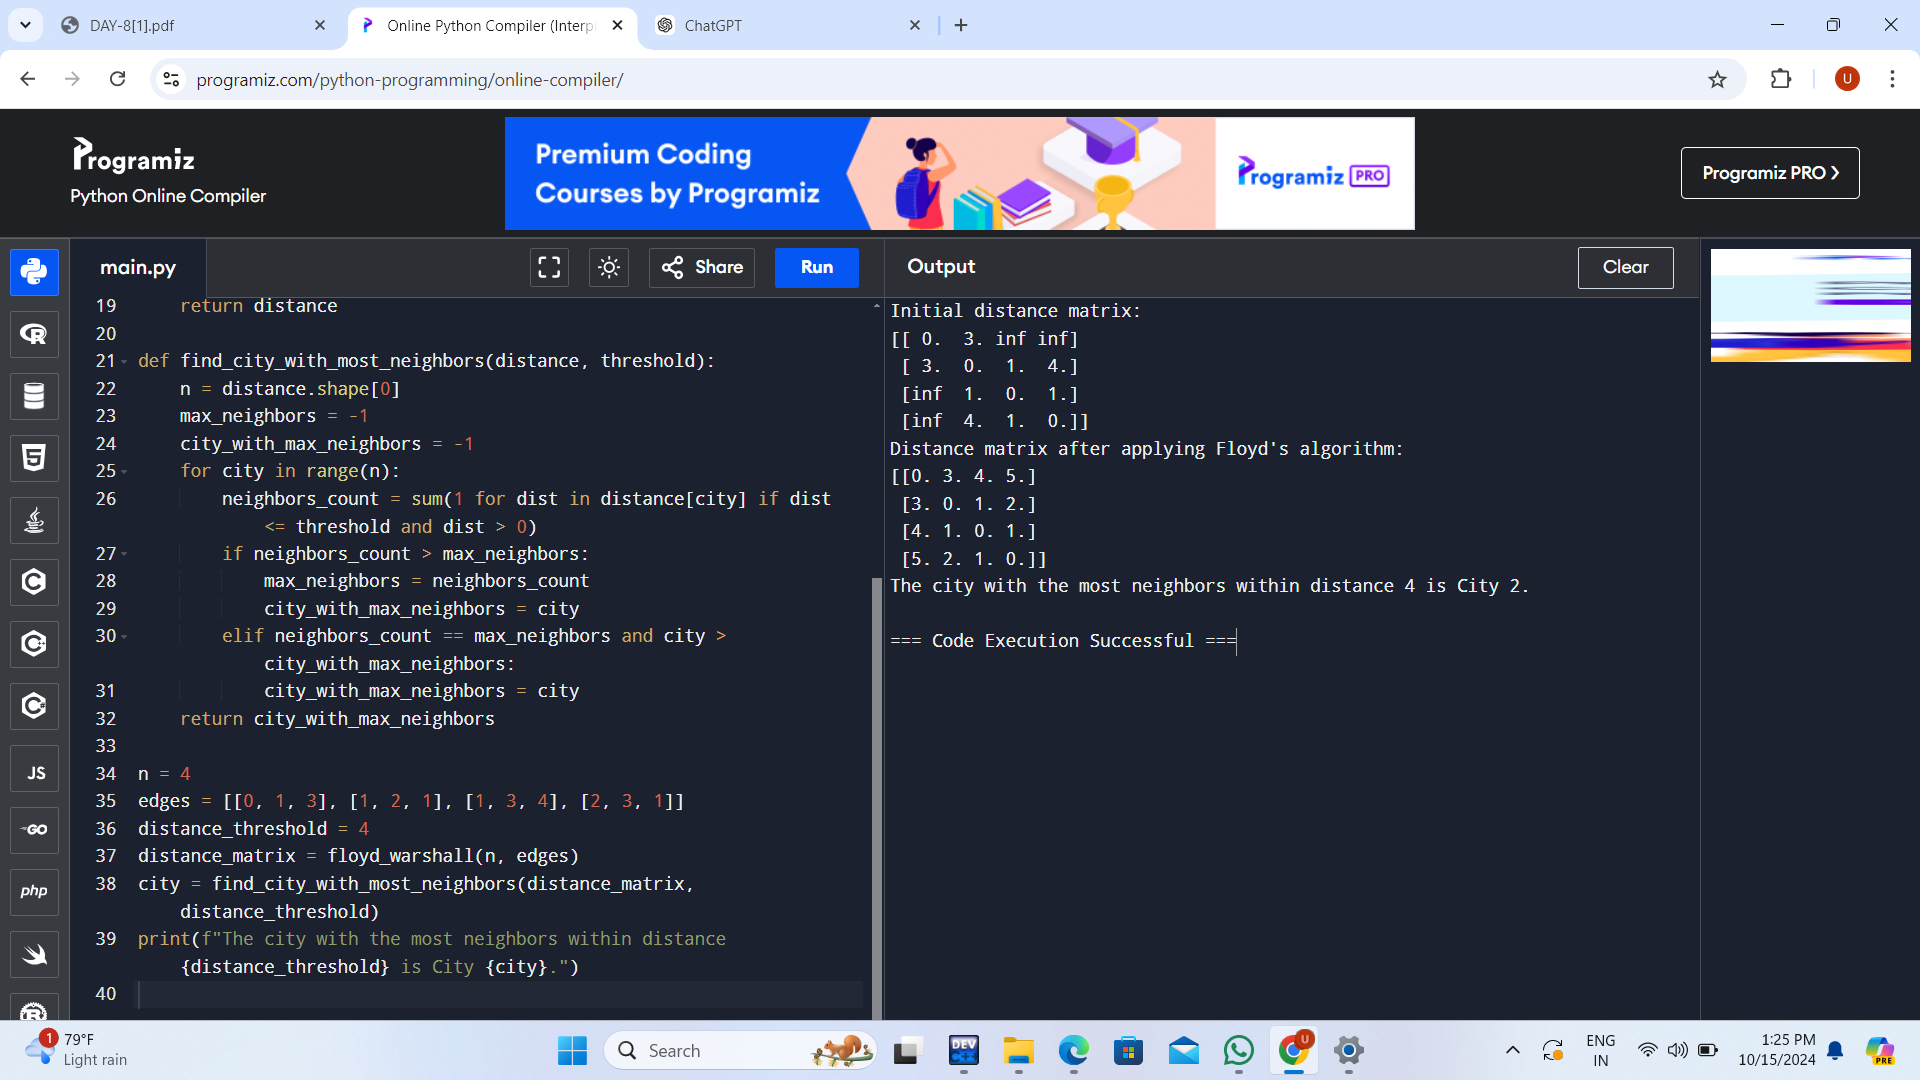 DAY-8[1].pdf
Online Python Compiler (Interp
ChatGPT
programiz.com/python-programming/online-compiler/
U
Programiz
Python Online Compiler
Premium Coding
Courses by Programiz
Programiz PRO
Programiz PRO
main.py
Share
Run
Output
Clear
19 return distance
20
21 def find_city_with_most_neighbors(distance, threshold):
22 n = distance.shape[0]
23 max_neighbors = -1
24 city_with_max_neighbors = -1
25 for city in range(n):
26 neighbors_count = sum(1 for dist in distance[city] if dist
<= threshold and dist > 0)
27 if neighbors_count > max_neighbors:
28 max_neighbors = neighbors_count
29 city_with_max_neighbors = city
30 elif neighbors_count == max_neighbors and city >
city_with_max_neighbors:
31 city_with_max_neighbors = city
32 return city_with_max_neighbors
33
34 n = 4
35 edges = [[0, 1, 3], [1, 2, 1], [1, 3, 4], [2, 3, 1]]
36 distance_threshold = 4
37 distance_matrix = floyd_warshall(n, edges)
38 city = find_city_with_most_neighbors(distance_matrix,
distance_threshold)
39 print(f"The city with the most neighbors within distance
{distance_threshold} is City {city}.")
40
Initial distance matrix:
[[ 0. 3. inf inf]
[ 3. 0. 1. 4.]
[inf 1. 0. 1.]
[inf 4. 1. 0.]]
Distance matrix after applying Floyd's algorithm:
[[0. 3. 4. 5.]
[3. 0. 1. 2.]
[4. 1. 0. 1.]
[5. 2. 1. 0.]]
The city with the most neighbors within distance 4 is City 2.
=== Code Execution Successful ===
R
5
C
C
C
JS
GO
php
R
1
79°F
Light rain
Search
DEV
C++
U
ENG
IN
1:25 PM
10/15/2024
PRE